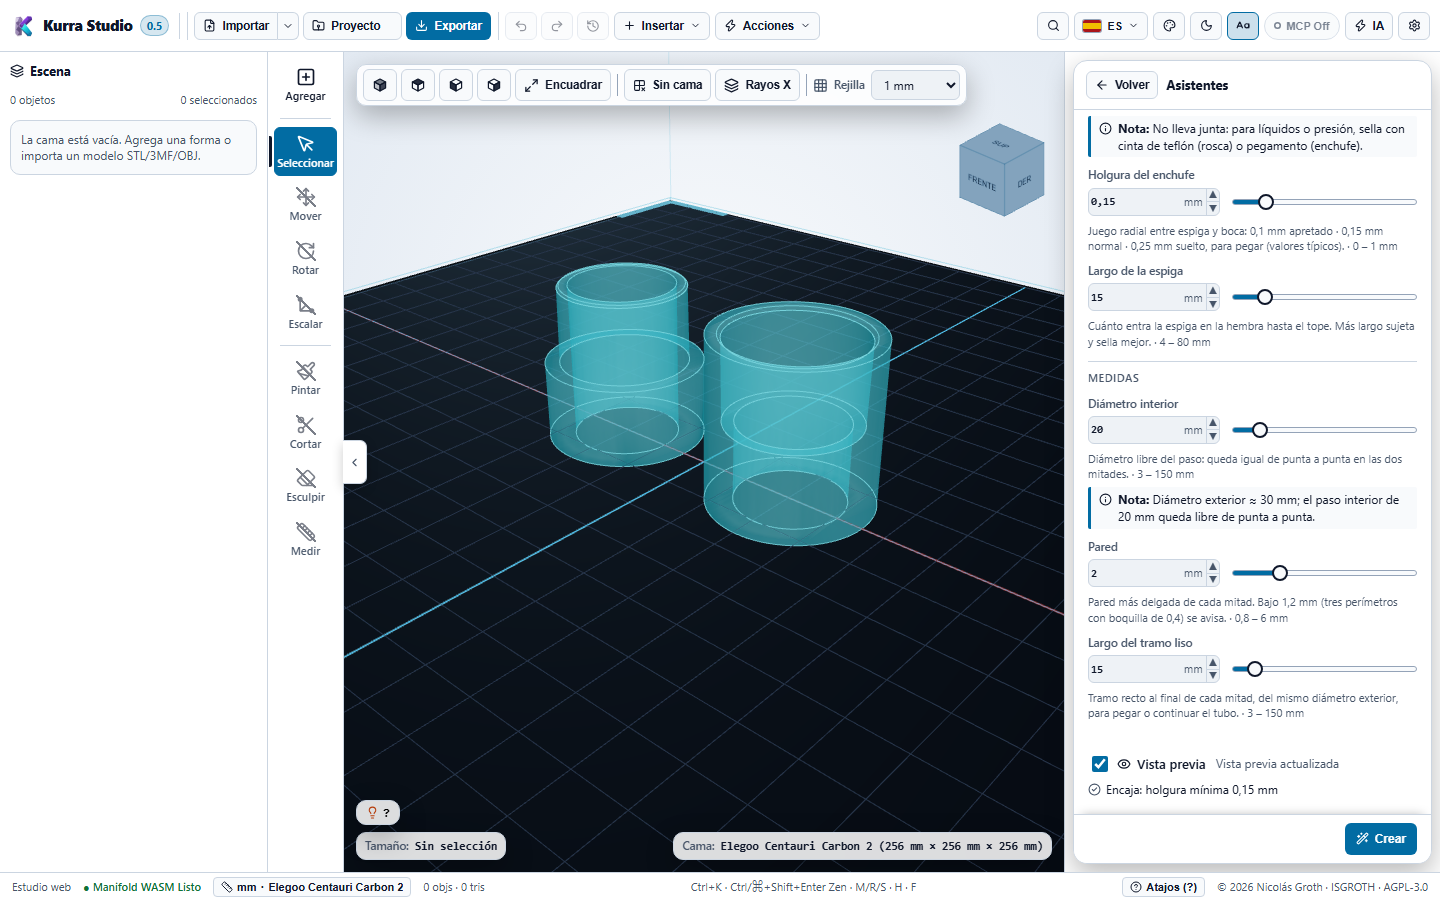 Kurra Studio 0.5
Importar
Proyecto
Exportar
Insertar
Acciones
ES
Aa
MCP Off
IA
Escena
0 objetos
0 seleccionados
La cama está vacía. Agrega una forma o
importa un modelo STL/3MF/OBJ.
Agregar
Seleccionar
Mover
Rotar
Escalar
Pintar
Cortar
Esculpir
Medir
Encuadrar
Sin cama
Rayos X
Rejilla
1 mm
SUP
FRENTE
DER
?
Tamaño: Sin selección
Cama: Elegoo Centauri Carbon 2 (256 mm × 256 mm × 256 mm)
Volver
Asistentes
Nota: No lleva junta: para líquidos o presión, sella con
cinta de teflón (rosca) o pegamento (enchufe).
Holgura del enchufe
0,15 mm
Juego radial entre espiga y boca: 0,1 mm apretado · 0,15 mm
normal · 0,25 mm suelto, para pegar (valores típicos). · 0 – 1 mm
Largo de la espiga
15 mm
Cuánto entra la espiga en la hembra hasta el tope. Más largo sujeta
y sella mejor. · 4 – 80 mm
MEDIDAS
Diámetro interior
20 mm
Diámetro libre del paso: queda igual de punta a punta en las dos
mitades. · 3 – 150 mm
Nota: Diámetro exterior ≈ 30 mm; el paso interior de
20 mm queda libre de punta a punta.
Pared
2 mm
Pared más delgada de cada mitad. Bajo 1,2 mm (tres perímetros
con boquilla de 0,4) se avisa. · 0,8 – 6 mm
Largo del tramo liso
15 mm
Tramo recto al final de cada mitad, del mismo diámetro exterior,
para pegar o continuar el tubo. · 3 – 150 mm
Vista previa
Vista previa actualizada
Encaja: holgura mínima 0,15 mm
Crear
Estudio web
Manifold WASM Listo
mm · Elegoo Centauri Carbon 2
0 objs · 0 tris
Ctrl+K · Ctrl/⌘+Shift+Enter Zen · M/R/S · H · F
Atajos (?)
© 2026 Nicolás Groth · ISGROTH · AGPL-3.0